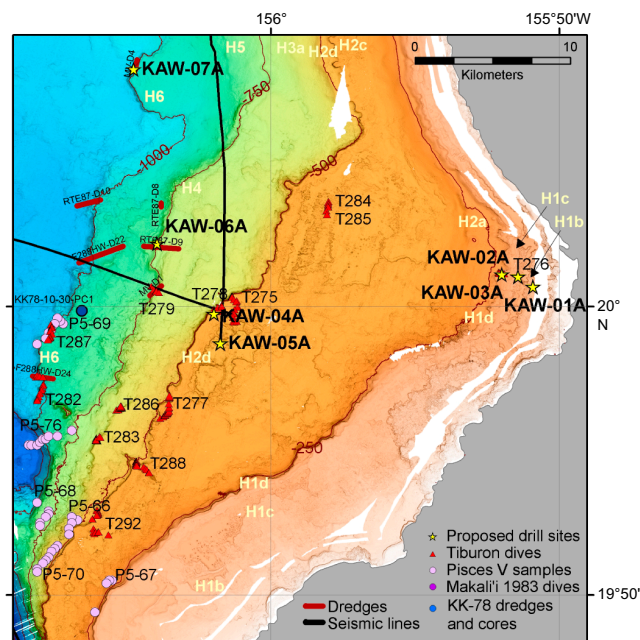 156°
155°50'W
H5
H3a
H2d
H2c
0
10
Kilometers
KAW-07A
H6
-750
-1000
-500
RTE87-D10
RTE87-D8
H4
T284
T285
H1c
H2a
H1b
KAW-06A
F288HW-D22
RTE87-D9
KAW-02A
T276
KK78-10-30-PC1
T279
T278
T275
KAW-03A
KAW-01A
20°
N
P5-69
KAW-04A
H1d
T287
KAW-05A
H6
H2d
F288HW-D24
T282
T286
T277
P5-76
T283
-250
T288
P5-68
H1d
P5-66
H1c
T292
P5-70
P5-67
H1b
Proposed drill sites
Tiburon dives
Pisces V samples
Makali'i 1983 dives
KK-78 dredges
and cores
Dredges
Seismic lines
19°50'